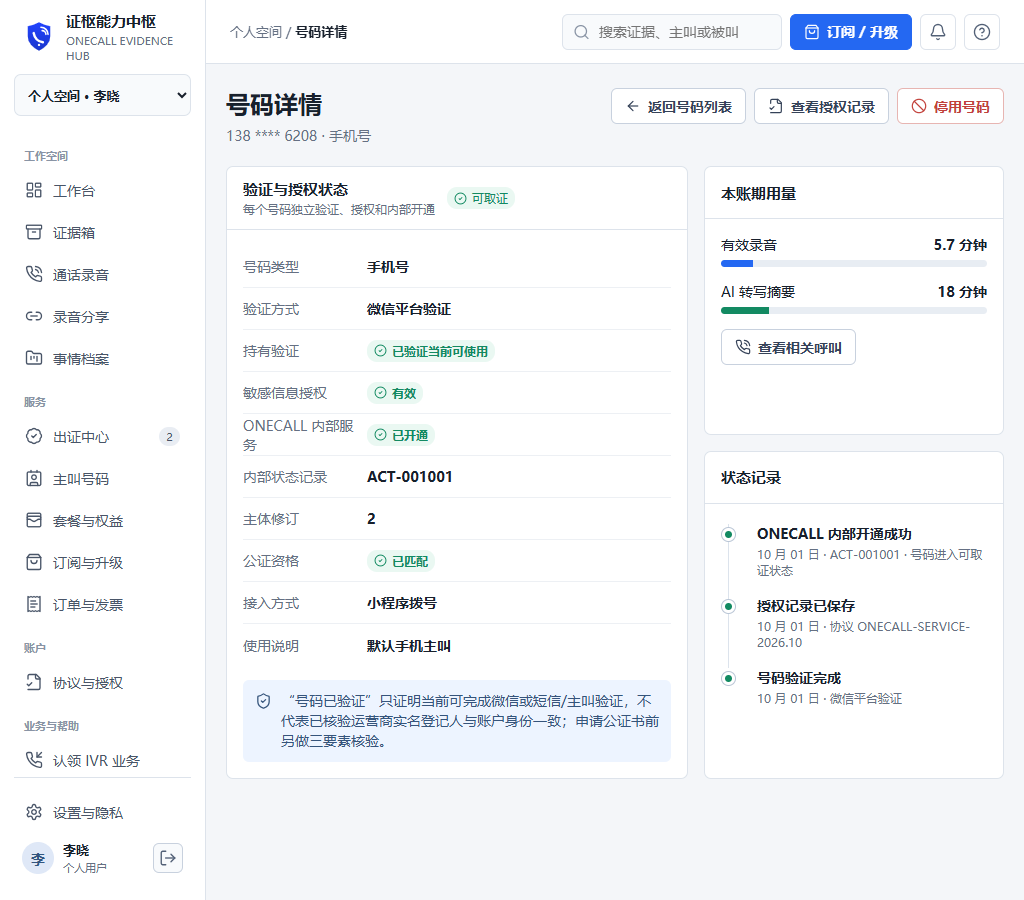 证枢能力中枢
ONECALL EVIDENCE
HUB
个人空间 • 李晓
工作空间
工作台
证据箱
通话录音
录音分享
事情档案
服务
出证中心 2
主叫号码
套餐与权益
订阅与升级
订单与发票
账户
协议与授权
业务与帮助
认领 IVR 业务
设置与隐私
李
李晓
个人用户
个人空间 / 号码详情
搜索证据、主叫或被叫
订阅 / 升级
号码详情
138 **** 6208 · 手机号
返回号码列表
查看授权记录
停用号码
验证与授权状态
每个号码独立验证、授权和内部开通
可取证
号码类型 手机号
验证方式 微信平台验证
持有验证 已验证当前可使用
敏感信息授权 有效
ONECALL 内部服
务
已开通
内部状态记录 ACT-001001
主体修订 2
公证资格 已匹配
接入方式 小程序拨号
使用说明 默认手机主叫
“号码已验证”只证明当前可完成微信或短信/主叫验证，不
代表已核验运营商实名登记人与账户身份一致；申请公证书前
另做三要素核验。
本账期用量
有效录音 5.7 分钟
AI 转写摘要 18 分钟
查看相关呼叫
状态记录
ONECALL 内部开通成功
10 月 01 日 · ACT-001001 · 号码进入可取
证状态
授权记录已保存
10 月 01 日 · 协议 ONECALL-SERVICE-
2026.10
号码验证完成
10 月 01 日 · 微信平台验证